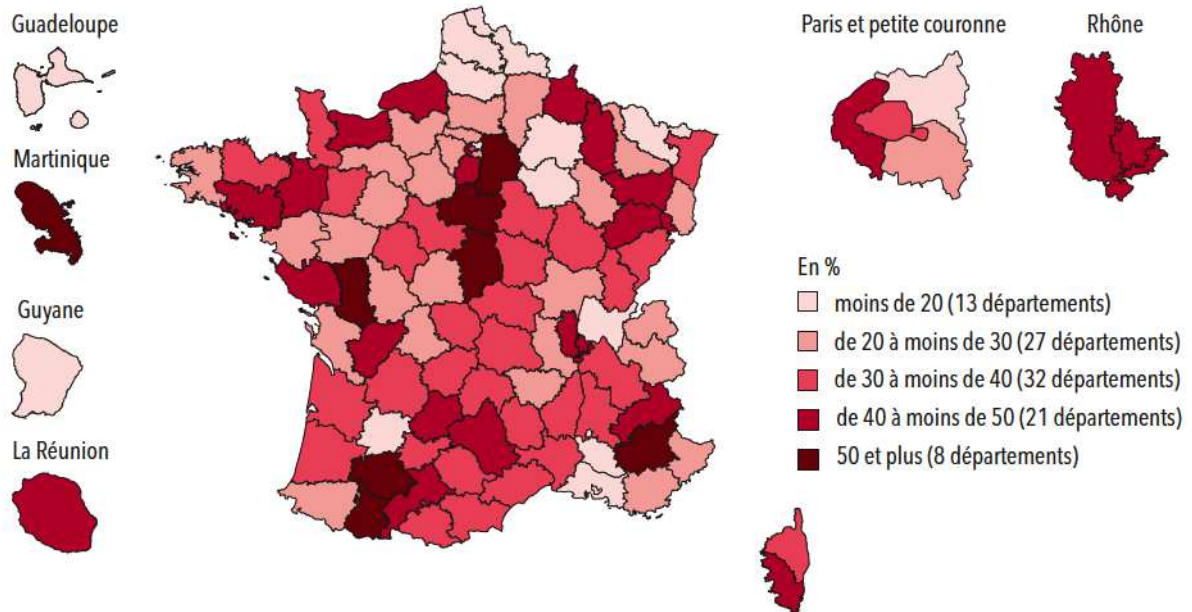 Guadeloupe
Martinique
Guyane
La Réunion
Paris et petite couronne
Rhône
En %
moins de 20 (13 départements)
de 20 à moins de 30 (27 départements)
de 30 à moins de 40 (32 départements)
de 40 à moins de 50 (21 départements)
50 et plus (8 départements)